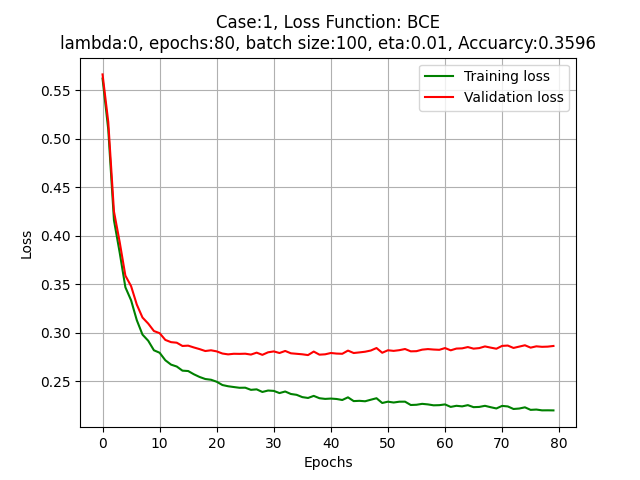 Case:1, Loss Function: BCE
lambda:0, epochs:80, batch size:100, eta:0.01, Accuarcy:0.3596
Training loss
Validation loss
0.55
0.50
0.45
0.40
0.35
0.30
0.25
Loss
0 10 20 30 40 50 60 70 80
Epochs